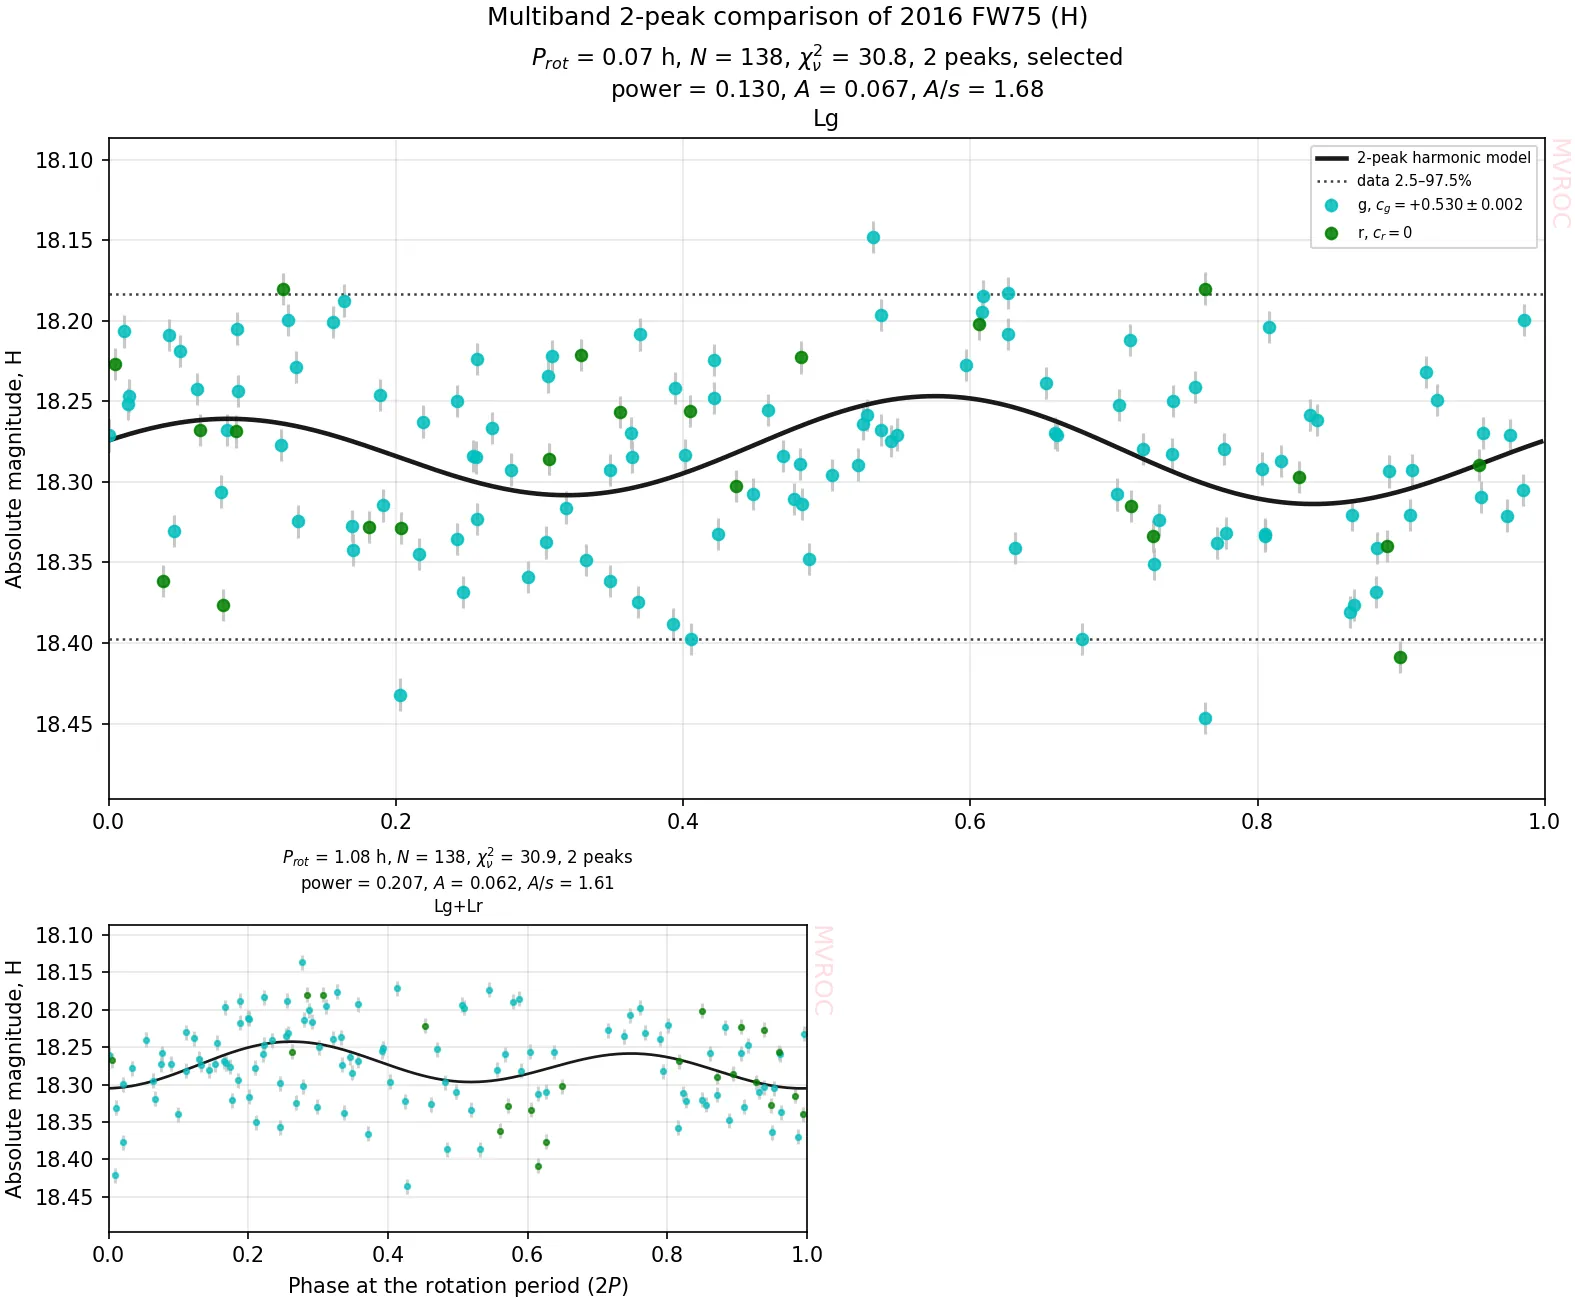 Multiband 2-peak comparison of 2016 FW75 (H)
P_rot = 0.07 h, N = 138, χ²_ν = 30.8, 2 peaks, selected
power = 0.130, A = 0.067, A/s = 1.68
Lg
18.10
18.15
18.20
18.25
18.30
18.35
18.40
18.45
Absolute magnitude, H
2-peak harmonic model
data 2.5–97.5%
g, c_g = +0.530 ± 0.002
r, c_r = 0
MVROC
0.0 0.2 0.4 0.6 0.8 1.0
P_rot = 1.08 h, N = 138, χ²_ν = 30.9, 2 peaks
power = 0.207, A = 0.062, A/s = 1.61
Lg+Lr
18.10
18.15
18.20
18.25
18.30
18.35
18.40
18.45
Absolute magnitude, H
MVROC
0.0 0.2 0.4 0.6 0.8 1.0
Phase at the rotation period (2P)